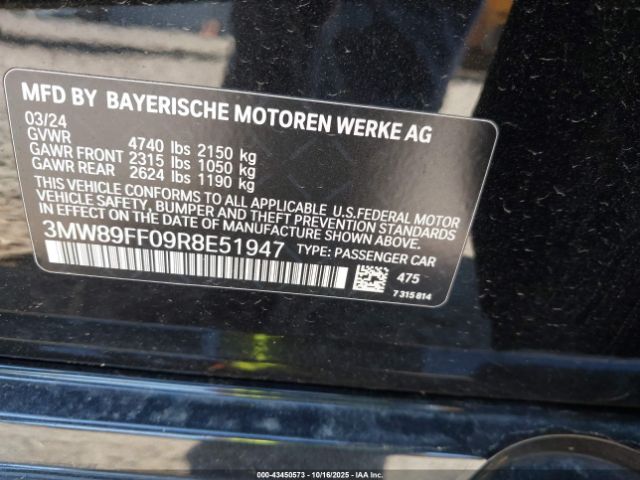 MFD BY BAYERISCHE MOTOREN WERKE AG
03/24
GVWR 4740 lbs 2150 kg
GAWR FRONT 2315 lbs 1050 kg
GAWR REAR 2624 lbs 1190 kg
THIS VEHICLE CONFORMS TO ALL APPLICABLE U.S.FEDERAL MOTOR
VEHICLE SAFETY, BUMPER, AND THEFT PREVENTION STANDARDS
IN EFFECT ON THE DATE OF MANUFACTURE SHOWN ABOVE.
3MW89FF09R8E51947 TYPE: PASSENGER CAR
475
7315814
000-43450573 - 10/16/2025 - IAA Inc.